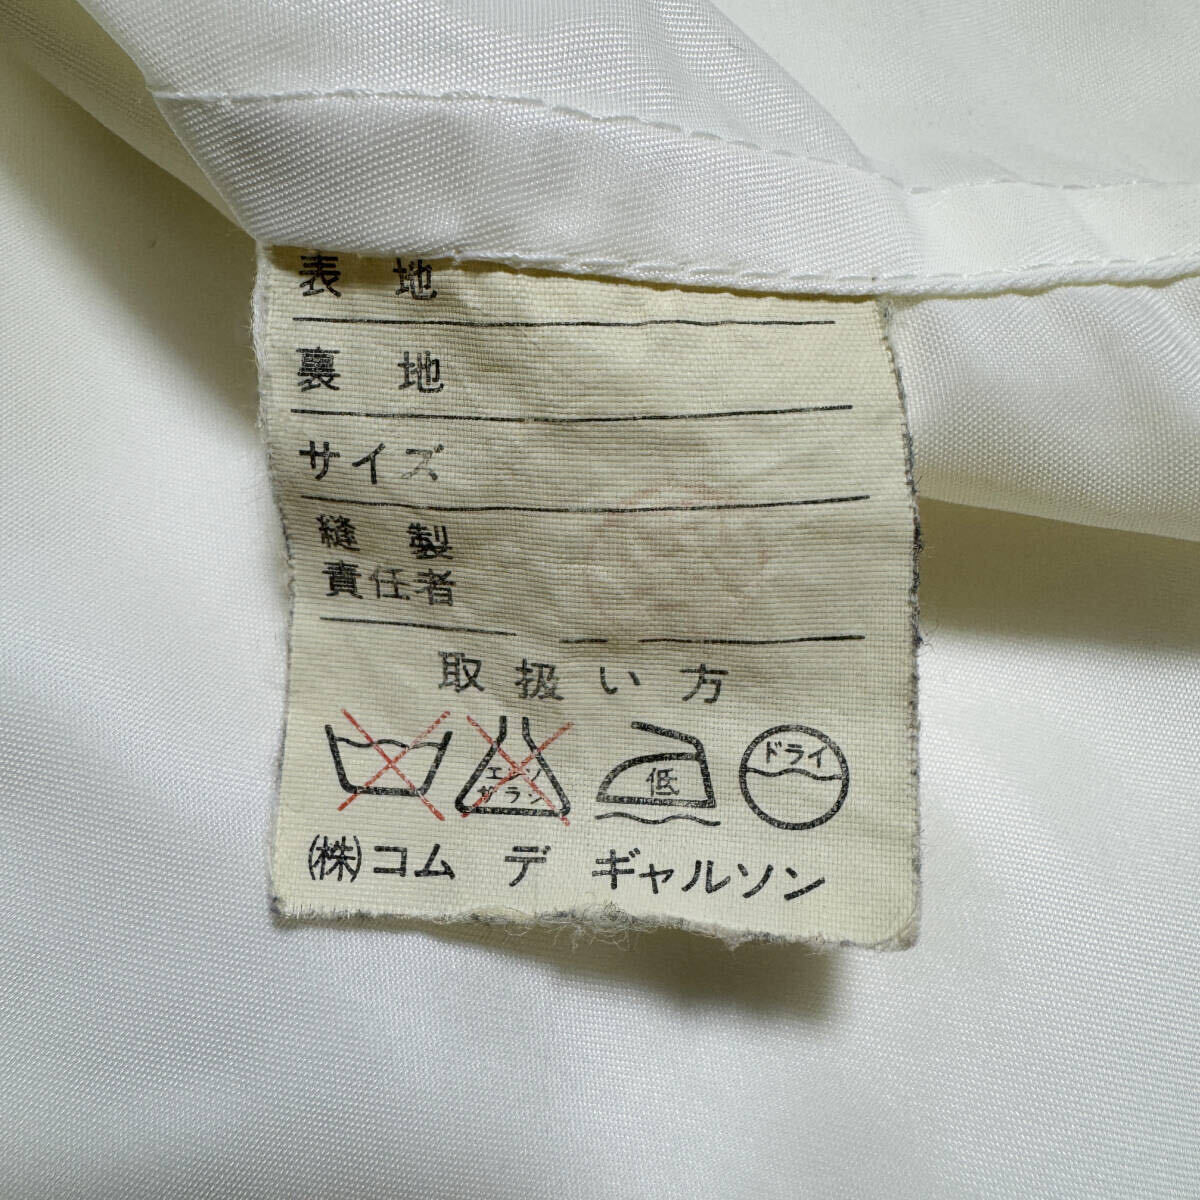 表地
裏地
サイズ
縫製
責任者
取扱い方
エンソ
サラシ
低
ドライ
㈱コム デ ギャルソン